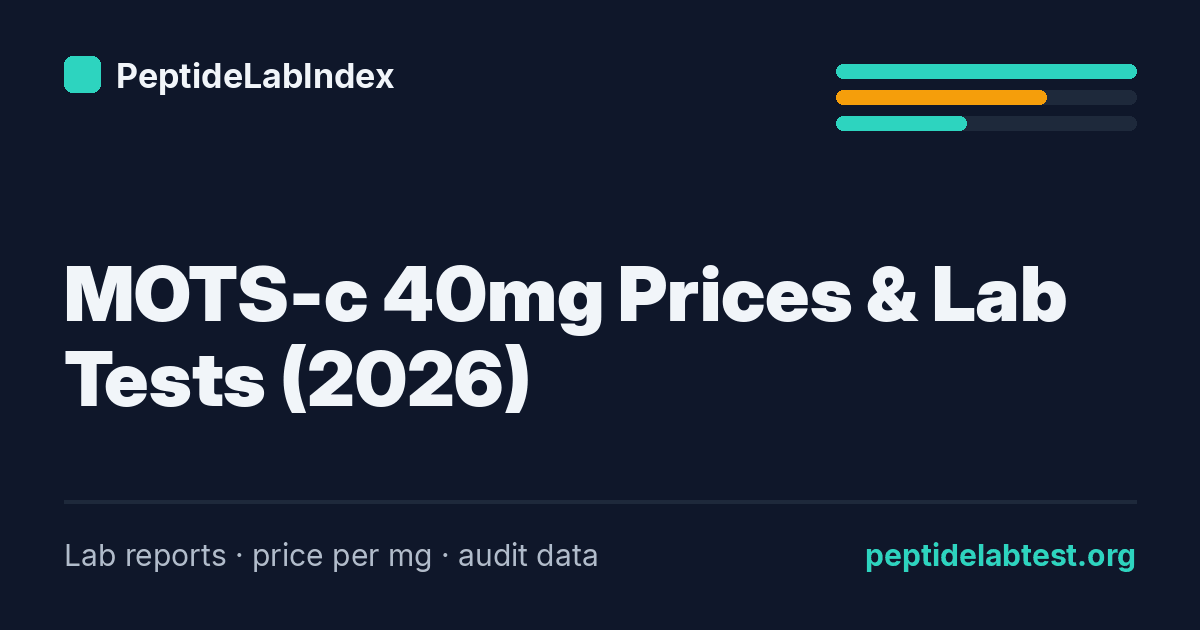 PeptideLabIndex
MOTS-c 40mg Prices & Lab
Tests (2026)
Lab reports · price per mg · audit data
peptidelabtest.org